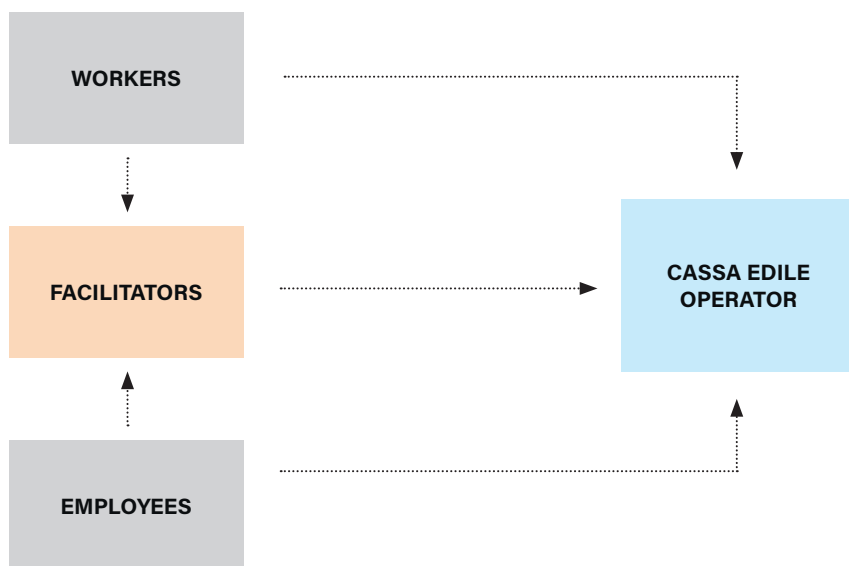 WORKERS
FACILITATORS
CASSA EDILE
OPERATOR
EMPLOYEES